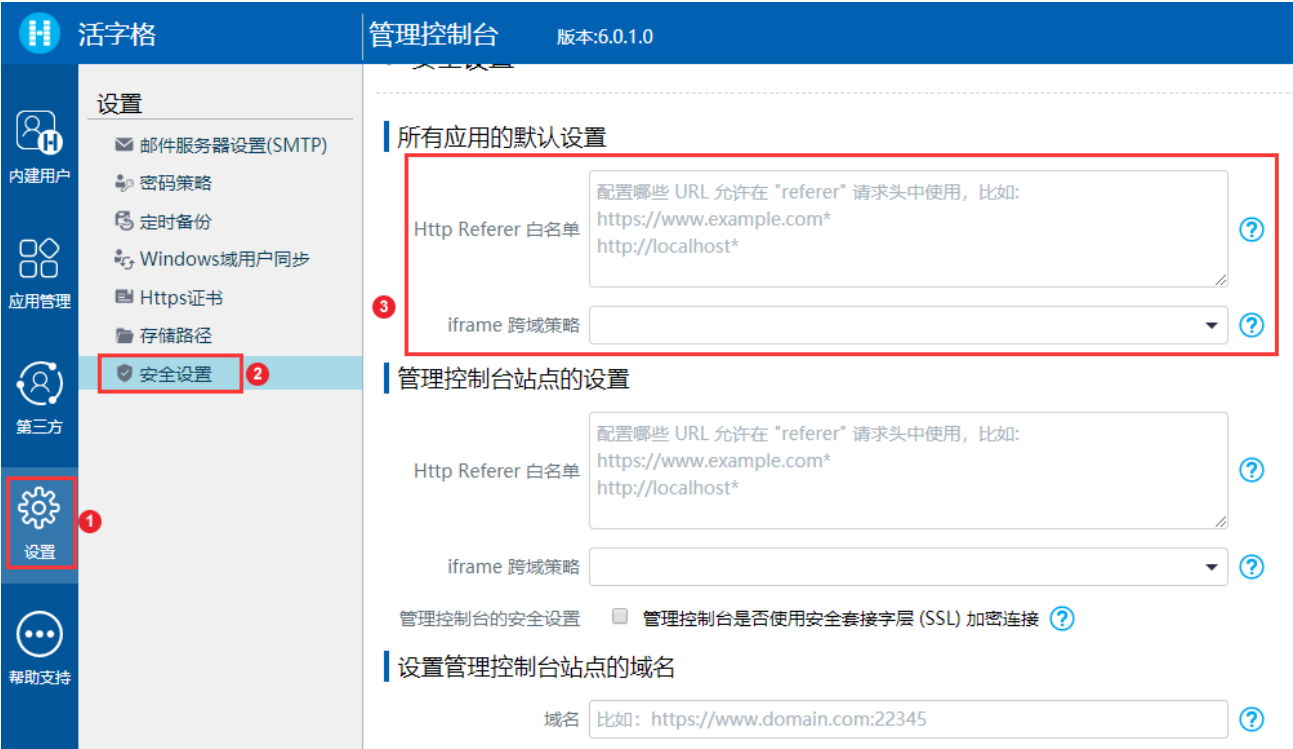 活字格
管理控制台
版本:6.0.1.0
内建用户
应用管理
第三方
设置
1
帮助支持
设置
邮件服务器设置(SMTP)
密码策略
定时备份
Windows域用户同步
Https证书
存储路径
安全设置
2
安全设置
所有应用的默认设置
Http Referer 白名单
配置哪些 URL 允许在 "referer" 请求头中使用，比如:
https://www.example.com*
http://localhost*
3
iframe 跨域策略
管理控制台站点的设置
Http Referer 白名单
配置哪些 URL 允许在 "referer" 请求头中使用，比如:
https://www.example.com*
http://localhost*
iframe 跨域策略
管理控制台的安全设置
管理控制台是否使用安全套接字层 (SSL) 加密连接
设置管理控制台站点的域名
域名
比如：https://www.domain.com:22345